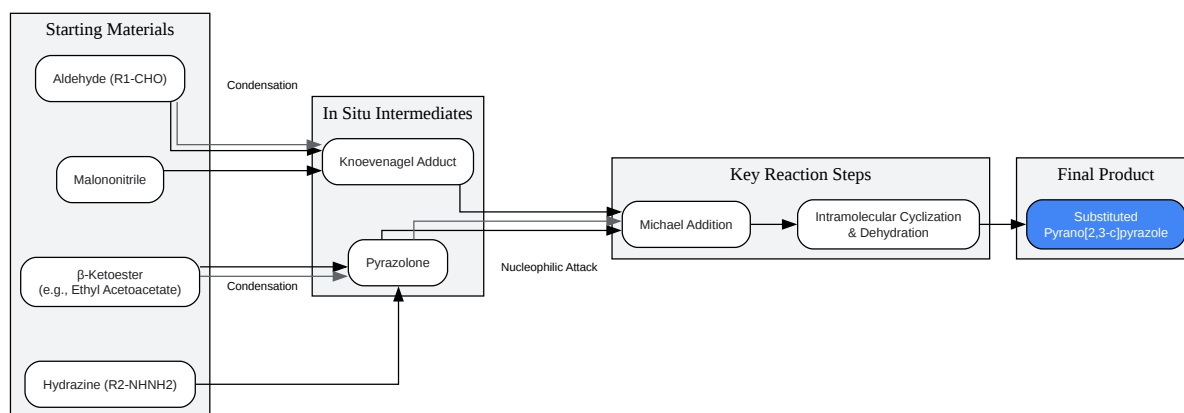 Starting Materials
Aldehyde (R1-CHO)
Malononitrile
β-Ketoester
(e.g., Ethyl Acetoacetate)
Hydrazine (R2-NHNH2)
Condensation
Condensation
In Situ Intermediates
Knoevenagel Adduct
Pyrazolone
Nucleophilic Attack
Key Reaction Steps
Michael Addition
Intramolecular Cyclization
& Dehydration
Final Product
Substituted
Pyrano[2,3-c]pyrazole